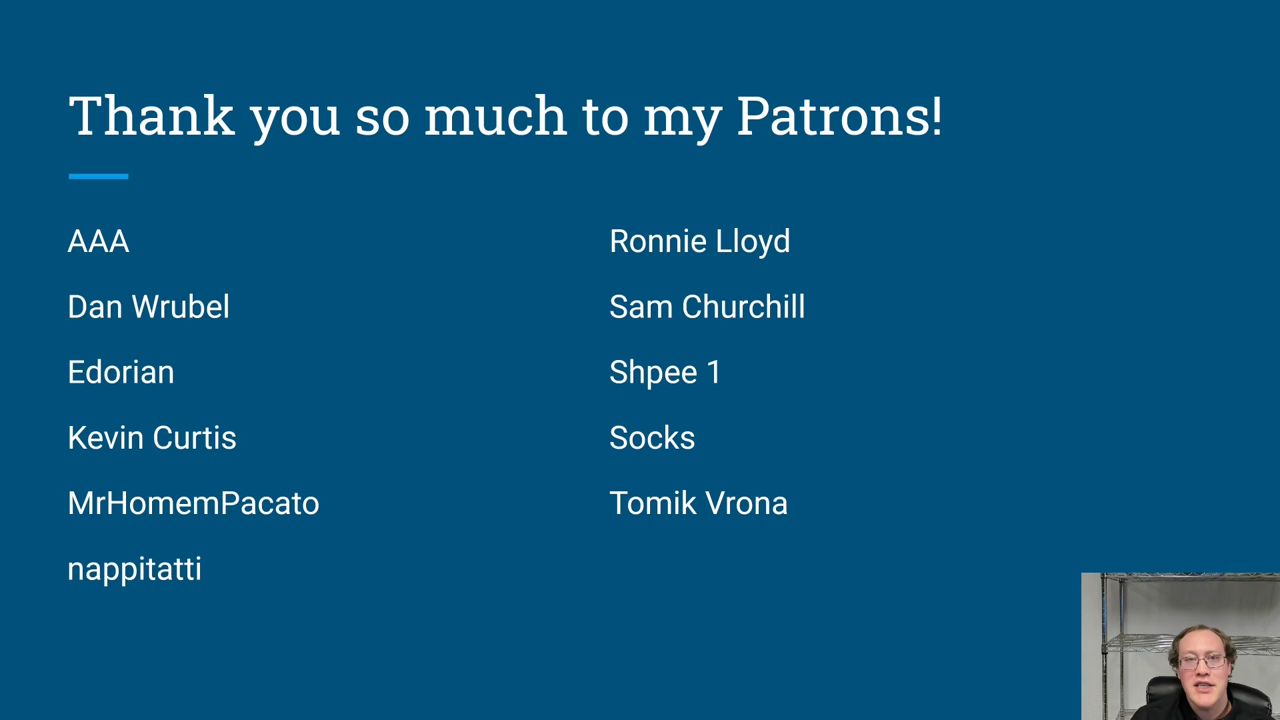 Thank you so much to my Patrons!
AAA
Dan Wrubel
Edorian
Kevin Curtis
MrHomemPacato
nappitatti
Ronnie Lloyd
Sam Churchill
Shpee 1
Socks
Tomik Vrona